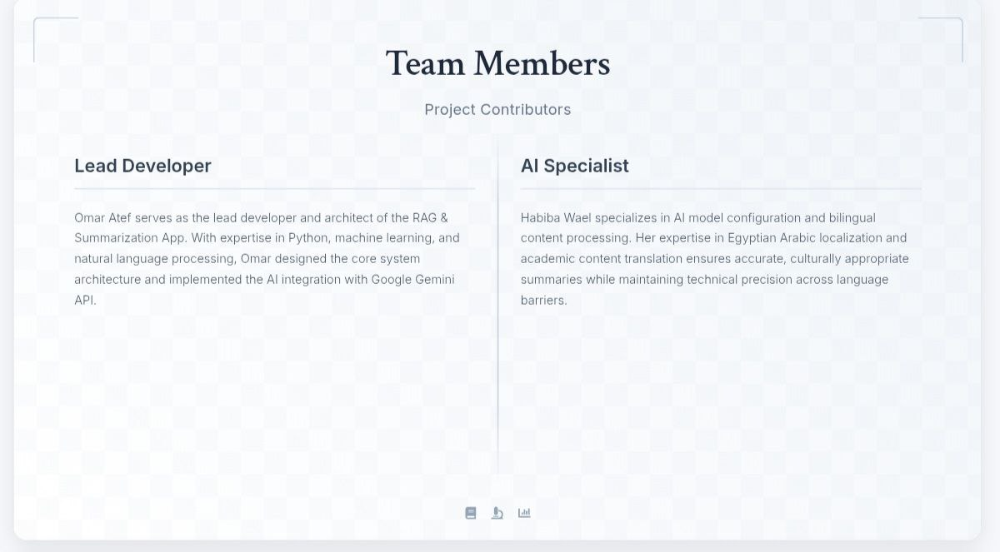 Team Members
Project Contributors
Lead Developer
Omar Atef serves as the lead developer and architect of the RAG &
Summarization App. With expertise in Python, machine learning, and
natural language processing, Omar designed the core system
architecture and implemented the AI integration with Google Gemini
API.
AI Specialist
Habiba Wael specializes in AI model configuration and bilingual
content processing. Her expertise in Egyptian Arabic localization and
academic content translation ensures accurate, culturally appropriate
summaries while maintaining technical precision across language
barriers.